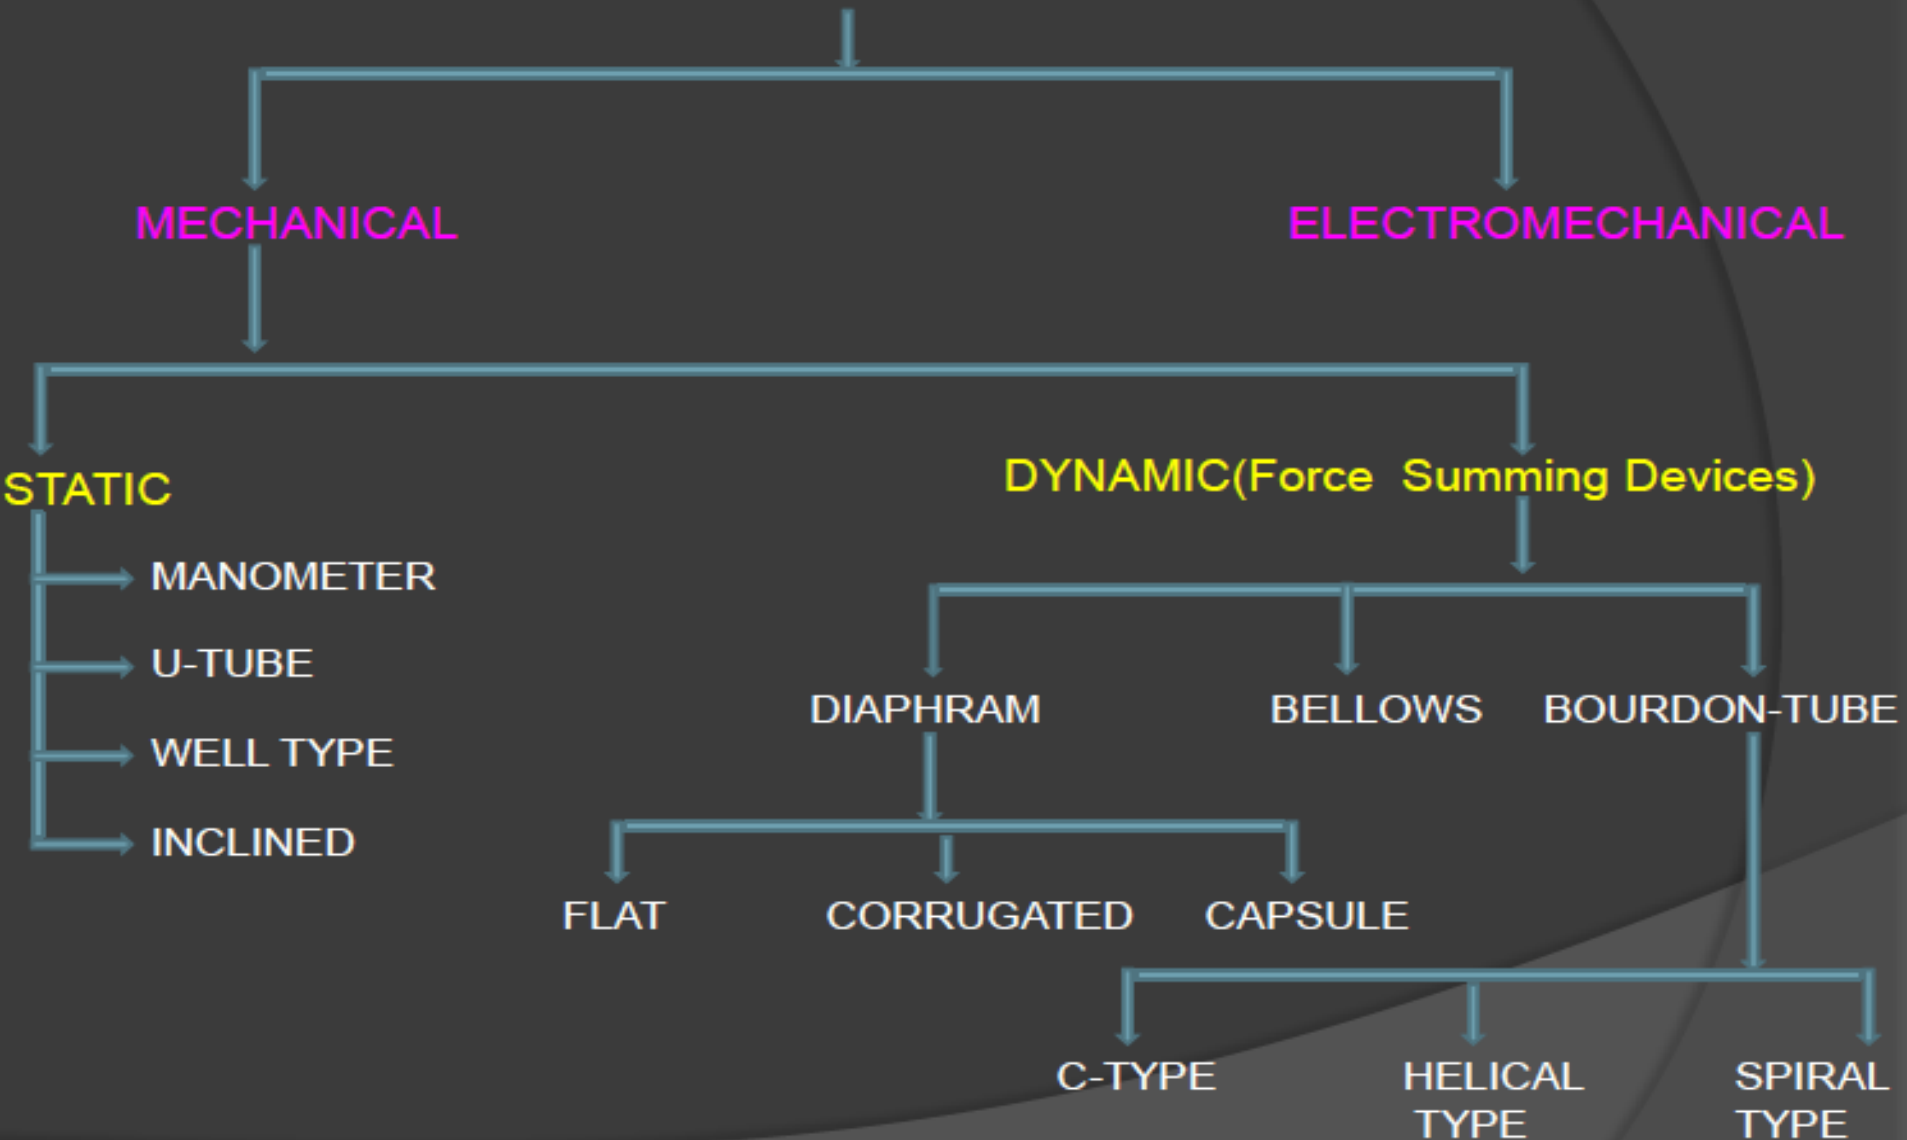 MECHANICAL
ELECTROMECHANICAL
STATIC
DYNAMIC(Force Summing Devices)
MANOMETER
U-TUBE
WELL TYPE
INCLINED
DIAPHRAM
BELLOWS
BOURDON-TUBE
FLAT
CORRUGATED
CAPSULE
C-TYPE
HELICAL
TYPE
SPIRAL
TYPE